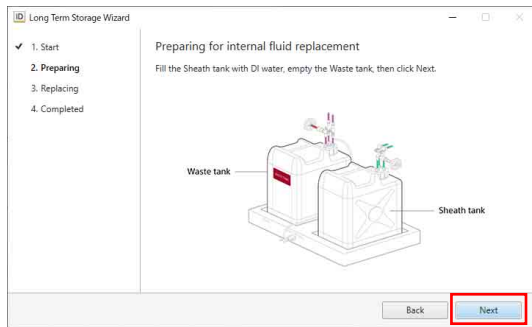 ID Long Term Storage Wizard
1. Start
2. Preparing
3. Replacing
4. Completed
Preparing for internal fluid replacement
Fill the Sheath tank with DI water, empty the Waste tank, then click Next.
Waste tank
Sheath tank
Back
Next